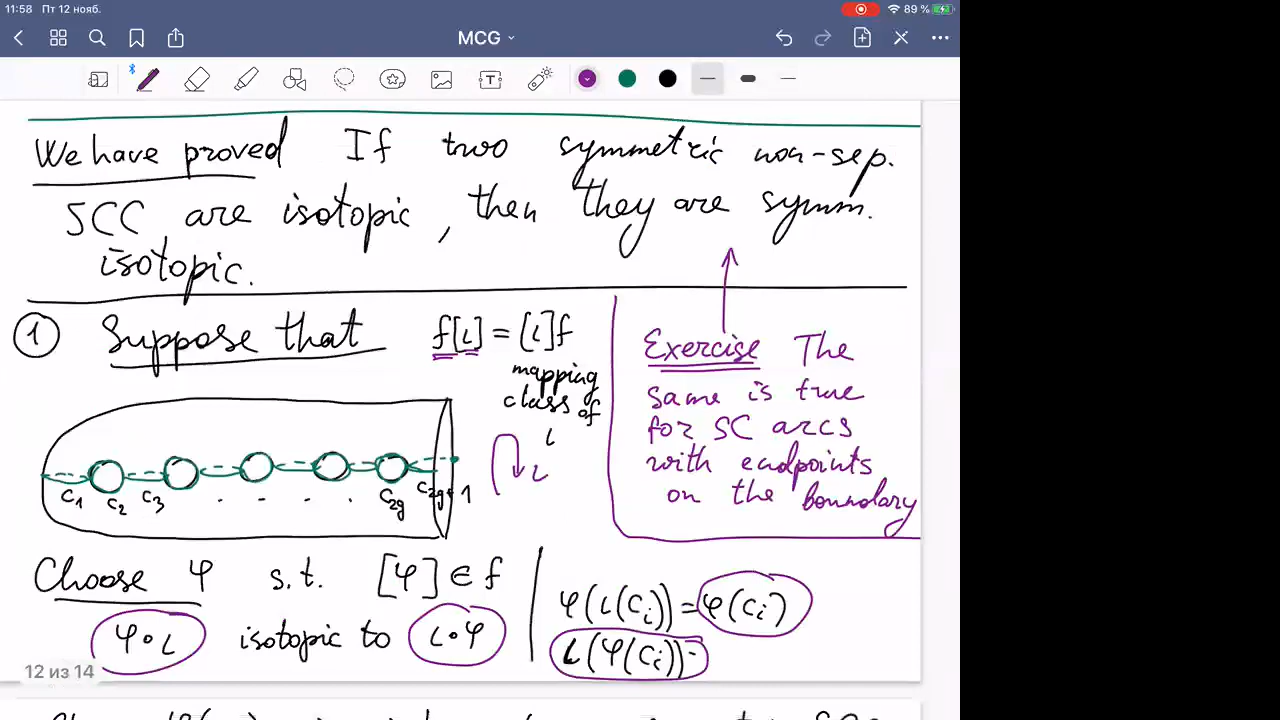 11:58 Пт 12 нояб.
89 %
MCG
We have proved If two symmetric non-sep.
SCC are isotopic, then they are symm.
isotopic.
1 Suppose that f[ι] = [ι]f
mapping
class of
ι
ι
C₁ C₂ C₃ . . . . C₂g C₂g+1
Exercise The
same is true
for SC arcs
with endpoints
on the boundary
Choose φ s.t. [φ] ∈ f
φ∘ι isotopic to ι∘φ
φ(ι(Cᵢ)) = φ(Cᵢ)
ι(φ(Cᵢ)) -
12 из 14